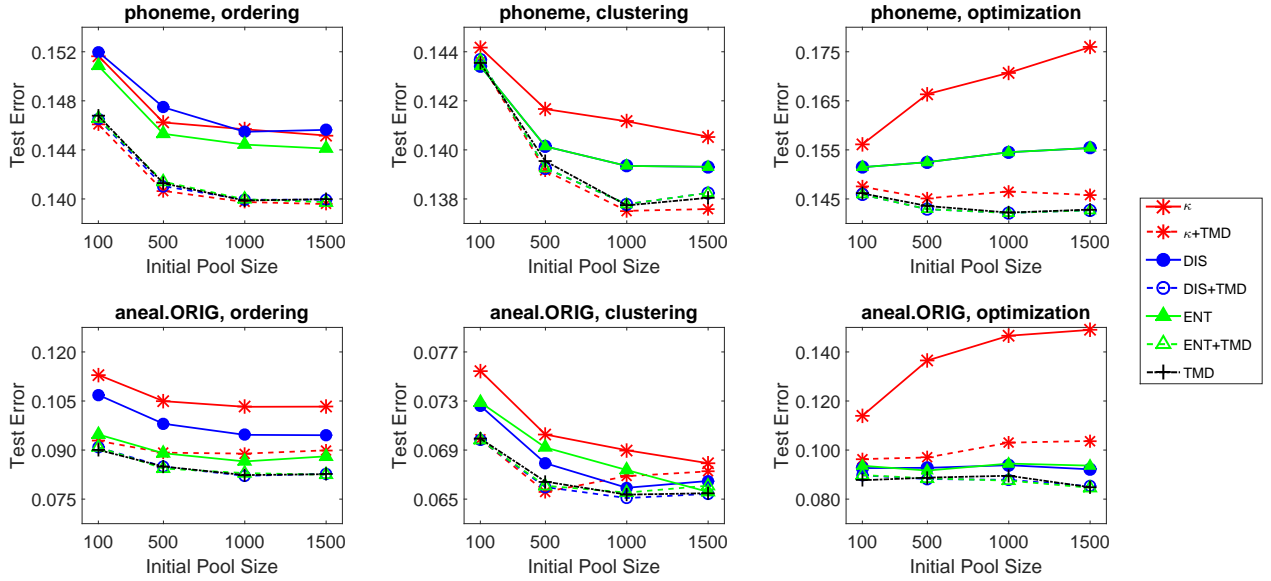 phoneme, ordering
0.152
0.148
0.144
0.140
Test Error
100 500 1000 1500
Initial Pool Size
phoneme, clustering
0.144
0.142
0.140
0.138
Test Error
100 500 1000 1500
Initial Pool Size
phoneme, optimization
0.175
0.165
0.155
0.145
Test Error
100 500 1000 1500
Initial Pool Size
κ
κ+TMD
DIS
DIS+TMD
ENT
ENT+TMD
TMD
aneal.ORIG, ordering
0.120
0.105
0.090
0.075
Test Error
100 500 1000 1500
Initial Pool Size
aneal.ORIG, clustering
0.077
0.073
0.069
0.065
Test Error
100 500 1000 1500
Initial Pool Size
aneal.ORIG, optimization
0.140
0.120
0.100
0.080
Test Error
100 500 1000 1500
Initial Pool Size